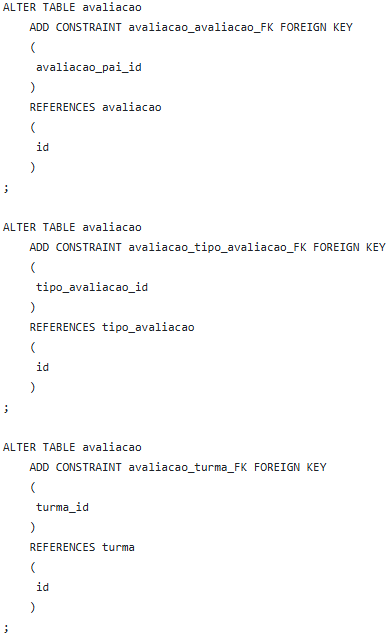 ALTER TABLE avaliacao
    ADD CONSTRAINT avaliacao_avaliacao_FK FOREIGN KEY
    (
     avaliacao_pai_id
    )
    REFERENCES avaliacao
    (
     id
    )
;

ALTER TABLE avaliacao
    ADD CONSTRAINT avaliacao_tipo_avaliacao_FK FOREIGN KEY
    (
     tipo_avaliacao_id
    )
    REFERENCES tipo_avaliacao
    (
     id
    )
;

ALTER TABLE avaliacao
    ADD CONSTRAINT avaliacao_turma_FK FOREIGN KEY
    (
     turma_id
    )
    REFERENCES turma
    (
     id
    )
;